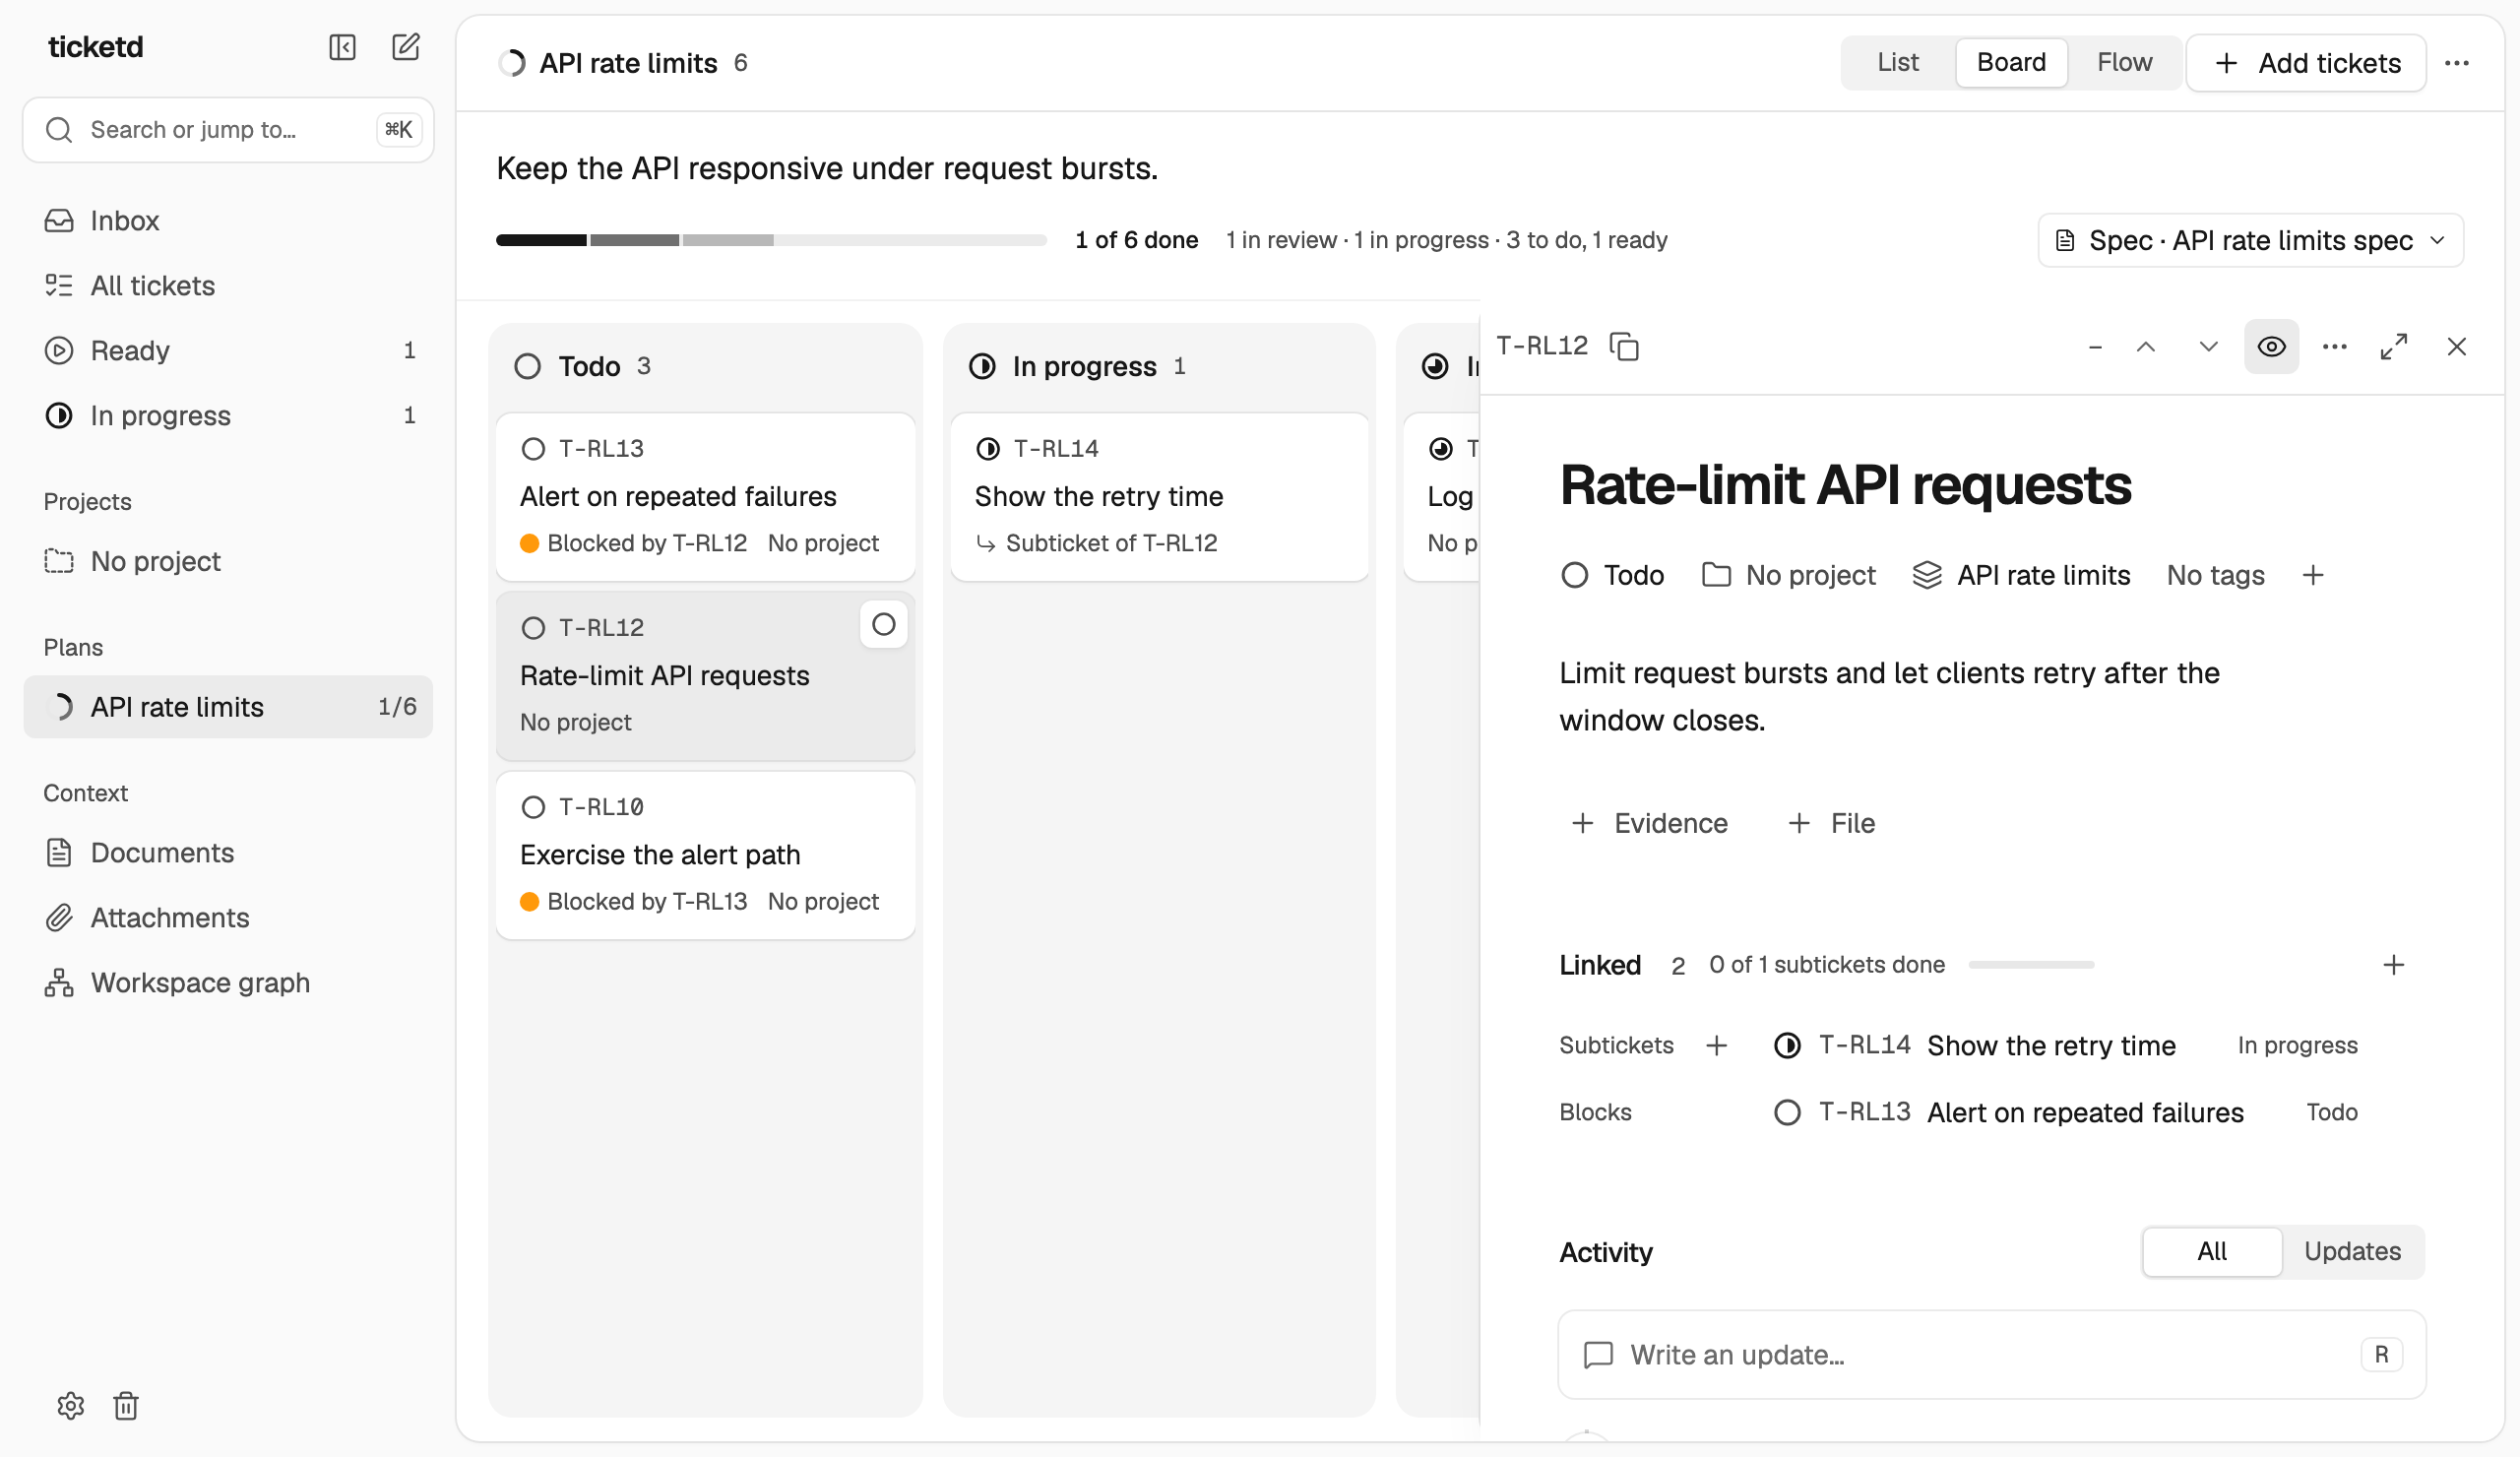 ticketd
Search or jump to...
⌘K
Inbox
All tickets
Ready 1
In progress 1
Projects
No project
Plans
API rate limits 1/6
Context
Documents
Attachments
Workspace graph
API rate limits 6
List Board Flow + Add tickets
Keep the API responsive under request bursts.
1 of 6 done 1 in review · 1 in progress · 3 to do, 1 ready
Spec · API rate limits spec
Todo 3
T-RL13
Alert on repeated failures
Blocked by T-RL12 No project
T-RL12
Rate-limit API requests
No project
T-RL10
Exercise the alert path
Blocked by T-RL13 No project
In progress 1
T-RL14
Show the retry time
Subticket of T-RL12
Log
T-RL12
Rate-limit API requests
Todo No project API rate limits No tags +
Limit request bursts and let clients retry after the
window closes.
+ Evidence + File
Linked 2 0 of 1 subtickets done +
Subtickets + T-RL14 Show the retry time In progress
Blocks T-RL13 Alert on repeated failures Todo
Activity
All Updates
Write an update...
R